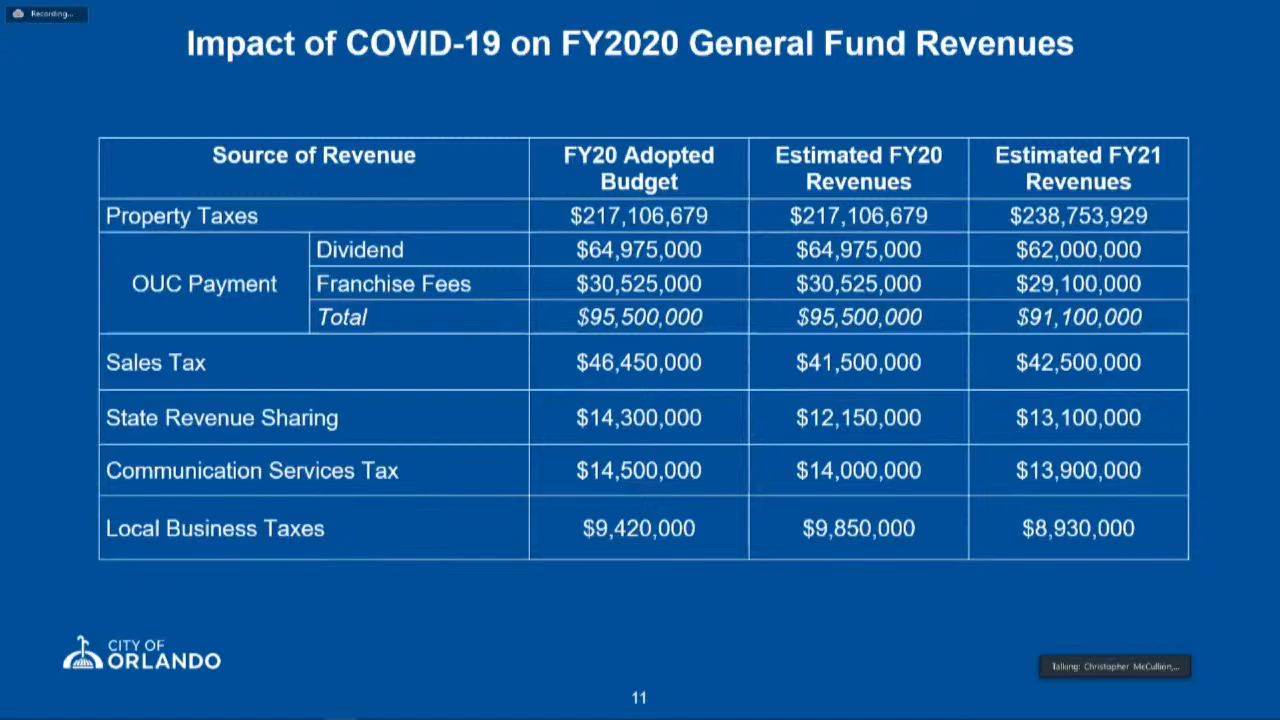 Recording...
Impact of COVID-19 on FY2020 General Fund Revenues
Source of Revenue FY20 Adopted Budget Estimated FY20 Revenues Estimated FY21 Revenues
Property Taxes $217,106,679 $217,106,679 $238,753,929
OUC Payment
Dividend $64,975,000 $64,975,000 $62,000,000
Franchise Fees $30,525,000 $30,525,000 $29,100,000
Total $95,500,000 $95,500,000 $91,100,000
Sales Tax $46,450,000 $41,500,000 $42,500,000
State Revenue Sharing $14,300,000 $12,150,000 $13,100,000
Communication Services Tax $14,500,000 $14,000,000 $13,900,000
Local Business Taxes $9,420,000 $9,850,000 $8,930,000
CITY OF
ORLANDO
Talking: Christopher McCullion,...
11